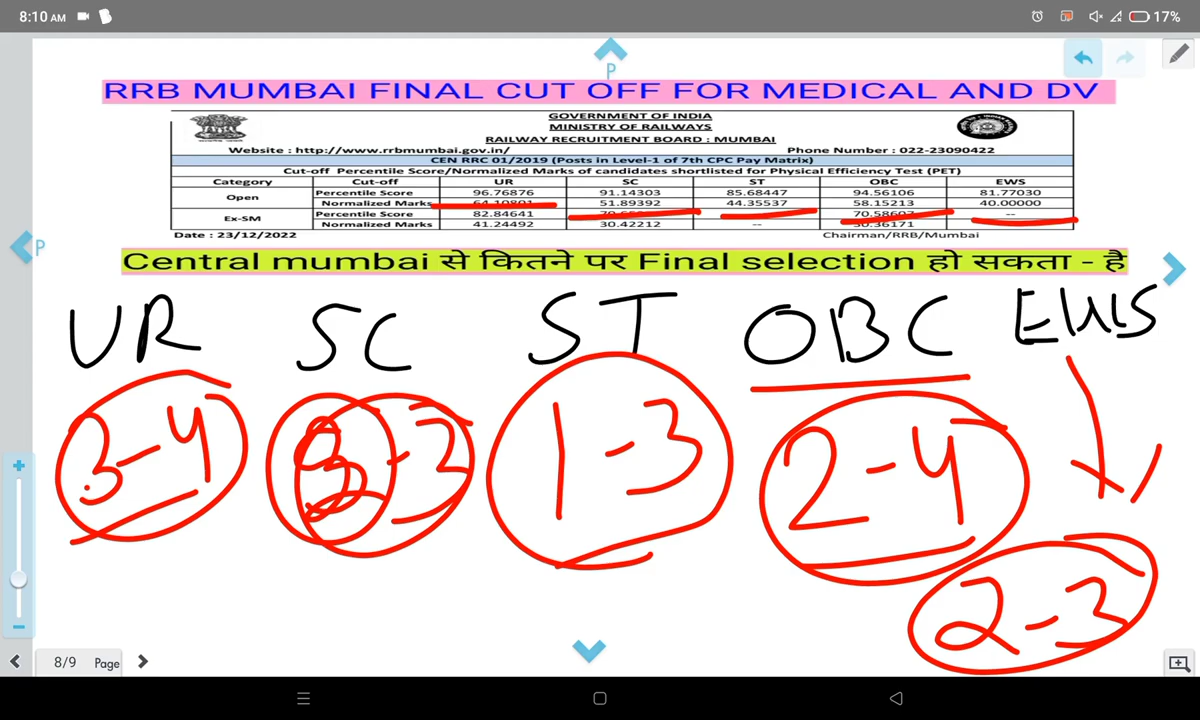 8:10 AM 17%
P
RRB MUMBAI FINAL CUT OFF FOR MEDICAL AND DV
GOVERNMENT OF INDIA
MINISTRY OF RAILWAYS
RAILWAY RECRUITMENT BOARD : MUMBAI
Website : http://www.rrbmumbai.gov.in/ Phone Number : 022-23090422
CEN RRC 01/2019 (Posts in Level-1 of 7th CPC Pay Matrix)
Cut-off Percentile Score/Normalized Marks of candidates shortlisted for Physical Efficiency Test (PET)
Category Cut-off UR SC ST OBC EWS
Open Percentile Score 96.76876 91.14303 85.68447 94.56106 81.77030
Normalized Marks 51.89392 44.35537 58.15213 40.00000
Ex-SM Percentile Score 82.84641 -- 70.58607 --
Normalized Marks 41.24492 30.42212 -- 30.36171
Date : 23/12/2022 Chairman/RRB/Mumbai
P
Central mumbai से कितने पर Final selection हो सकता - है
UR SC ST OBC EWS
3-4 -3 1-3 2-4
2-3
8/9 Page